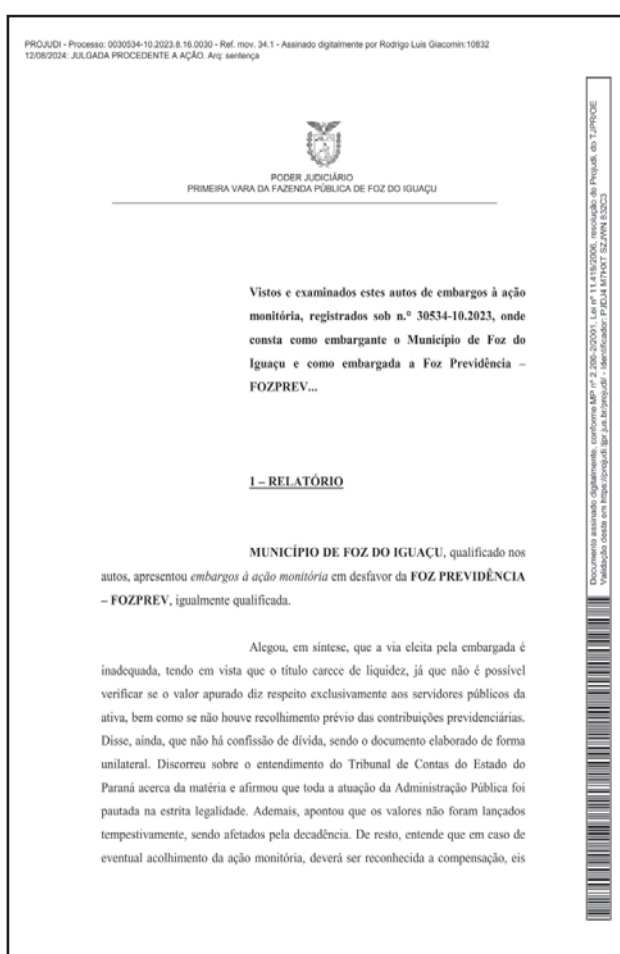 PROJUDI - Processo: 0030534-10.2023.8.16.0030 - Ref. mov. 34.1 - Assinado digitalmente por Rodrigo Luis Giacomin:10832
12/08/2024: JULGADA PROCEDENTE A AÇÃO. Arq: sentença
PODER JUDICIÁRIO
PRIMEIRA VARA DA FAZENDA PÚBLICA DE FOZ DO IGUAÇU
Vistos e examinados estes autos de embargos à ação
monitória, registrados sob n.º 30534-10.2023, onde
consta como embargante o Município de Foz do
Iguaçu e como embargada a Foz Previdência –
FOZPREV...
1 – RELATÓRIO
MUNICÍPIO DE FOZ DO IGUAÇU, qualificado nos
autos, apresentou embargos à ação monitória em desfavor da FOZ PREVIDÊNCIA
– FOZPREV, igualmente qualificada.
Alegou, em síntese, que a via eleita pela embargada é
inadequada, tendo em vista que o título carece de liquidez, já que não é possível
verificar se o valor apurado diz respeito exclusivamente aos servidores públicos da
ativa, bem como se não houve recolhimento prévio das contribuições previdenciárias.
Disse, ainda, que não há confissão de dívida, sendo o documento elaborado de forma
unilateral. Discorreu sobre o entendimento do Tribunal de Contas do Estado do
Paraná acerca da matéria e afirmou que toda a atuação da Administração Pública foi
pautada na estrita legalidade. Ademais, apontou que os valores não foram lançados
tempestivamente, sendo afetados pela decadência. De resto, entende que em caso de
eventual acolhimento da ação monitória, deverá ser reconhecida a compensação, eis
Documento assinado digitalmente, conforme MP nº 2.200-2/2001, Lei nº 11.419/2006, resolução do Projudi, do TJPR/OE
Validação deste em https://projudi.tjpr.jus.br/projudi/ - Identificador: PJDJ4 M7HXT SZJWN 832C3